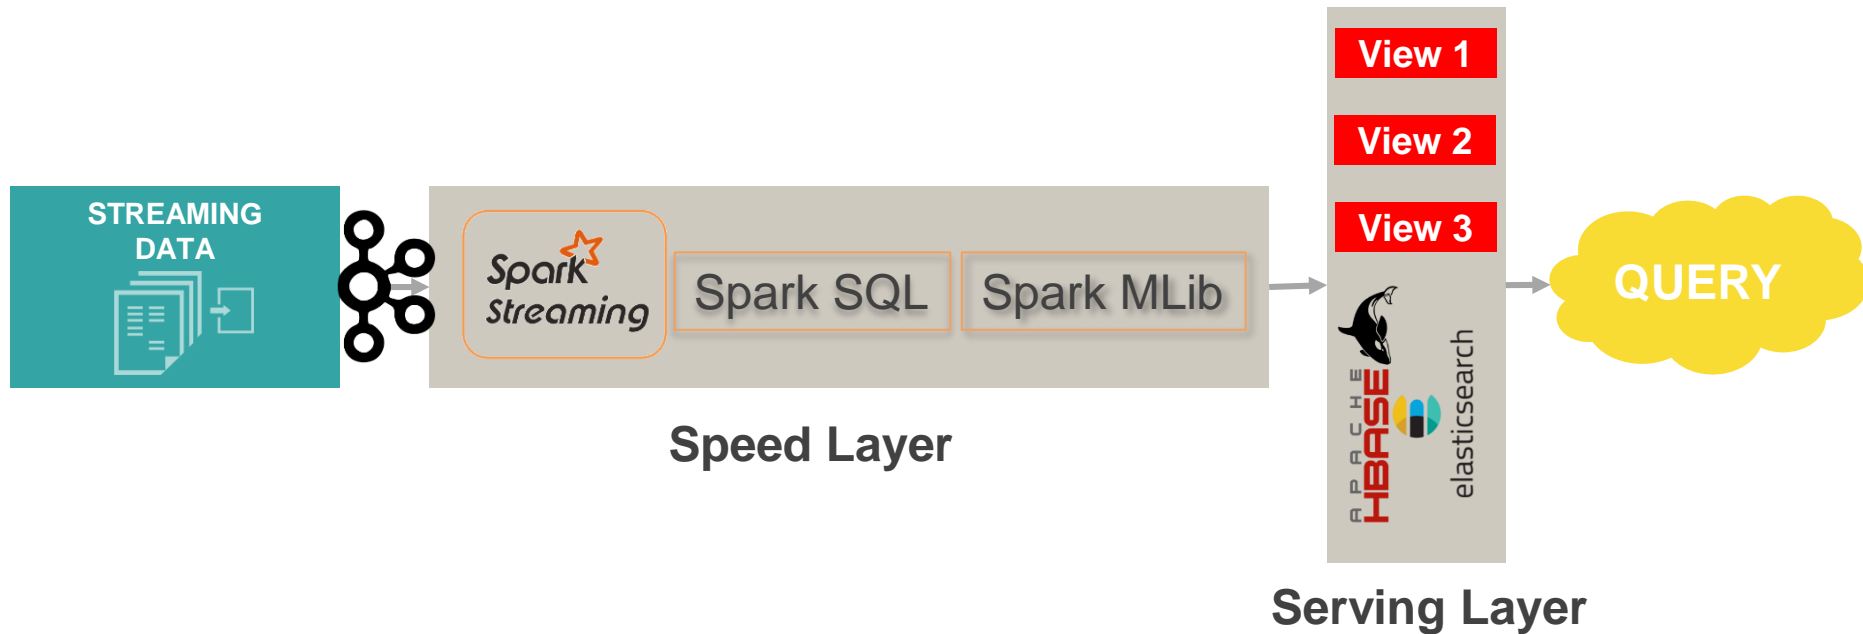 STREAMING
DATA
Spark
Streaming
Spark SQL
Spark MLib
Speed Layer
View 1
View 2
View 3
APACHE
HBASE
elasticsearch
Serving Layer
QUERY